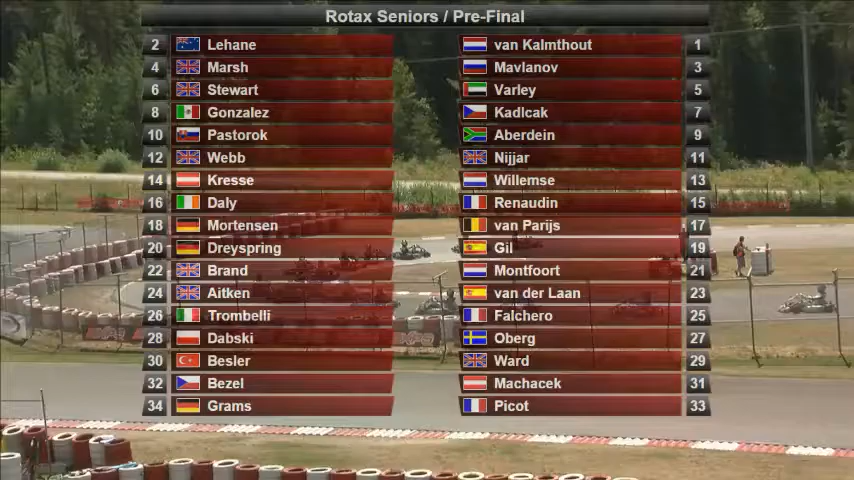 Rotax Seniors / Pre-Final
2 Lehane van Kalmthout 1
4 Marsh Mavlanov 3
6 Stewart Varley 5
8 Gonzalez Kadlcak 7
10 Pastorok Aberdein 9
12 Webb Nijjar 11
14 Kresse Willemse 13
16 Daly Renaudin 15
18 Mortensen van Parijs 17
20 Dreyspring Gil 19
22 Brand Montfoort 21
24 Aitken van der Laan 23
26 Trombelli Falchero 25
28 Dabski Oberg 27
30 Besler Ward 29
32 Bezel Machacek 31
34 Grams Picot 33